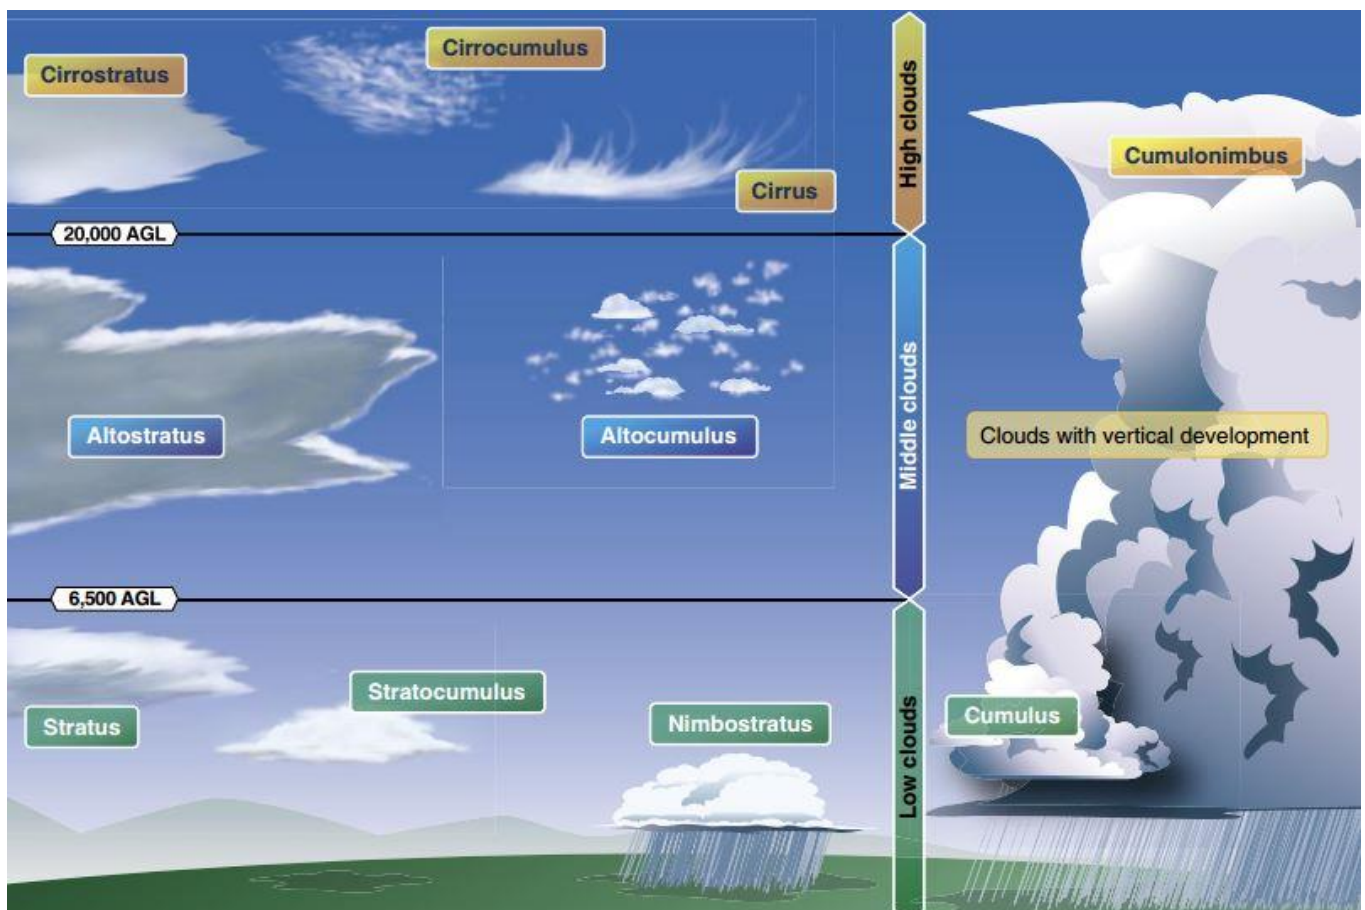 Cirrostratus
Cirrocumulus
Cirrus
High clouds
Cumulonimbus
20,000 AGL
Altostratus
Altocumulus
Middle clouds
Clouds with vertical development
6,500 AGL
Stratus
Stratocumulus
Nimbostratus
Low clouds
Cumulus